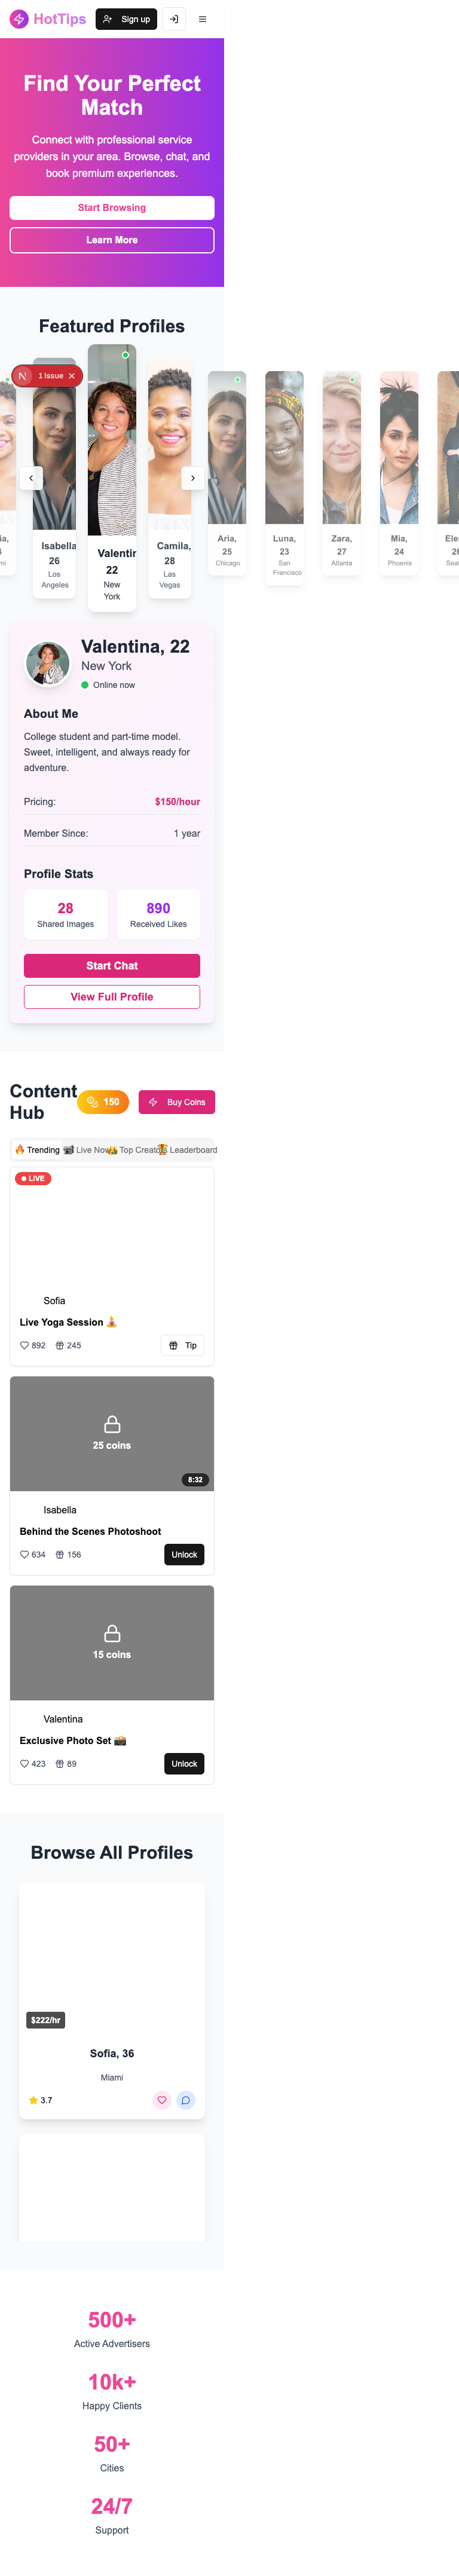 HotTips
Sign up
Find Your Perfect
Match
Connect with professional service
providers in your area. Browse, chat, and
book premium experiences.
Start Browsing
Learn More
Featured Profiles
1 Issue
Isabella,
26
Los
Angeles
Valentina,
22
New
York
Camila,
28
Las
Vegas
Aria,
25
Chicago
Luna,
23
San
Francisco
Zara,
27
Atlanta
Mia,
24
Phoenix
Valentina, 22
New York
Online now
About Me
College student and part-time model.
Sweet, intelligent, and always ready for
adventure.
Pricing: $150/hour
Member Since: 1 year
Profile Stats
28
Shared Images
890
Received Likes
Start Chat
View Full Profile
Content
Hub
150
Buy Coins
🔥 Trending 📹 Live Now 👑 Top Creators 🏆 Leaderboard
LIVE
Sofia
Live Yoga Session 🧘
892 245 Tip
25 coins
8:32
Isabella
Behind the Scenes Photoshoot
634 156 Unlock
15 coins
Valentina
Exclusive Photo Set 📸
423 89 Unlock
Browse All Profiles
$222/hr
Sofia, 36
Miami
3.7
500+
Active Advertisers
10k+
Happy Clients
50+
Cities
24/7
Support